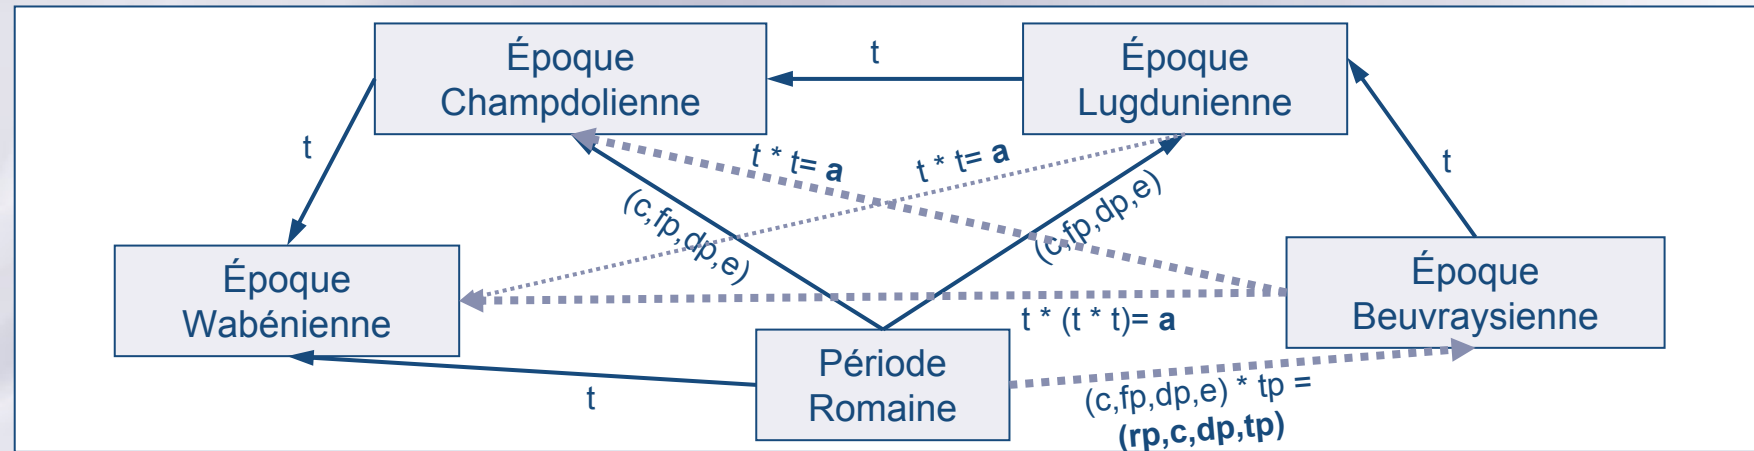 Époque
Champdolienne
t
Époque
Lugdunienne
t
t
t * t= a
t * t= a
(c,fp,dp,e)
(c,fp,dp,e)
Époque
Wabénienne
Époque
Beuvraysienne
t * (t * t)= a
Période
Romaine
t
(c,fp,dp,e) * tp =
(rp,c,dp,tp)